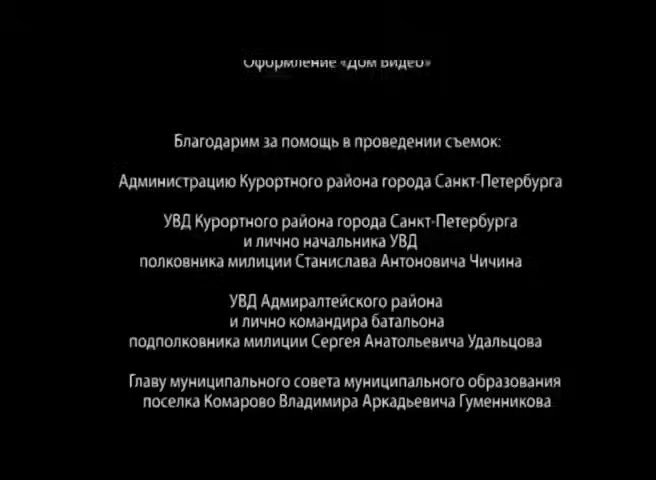 Оформление «Дом Видео»
Благодарим за помощь в проведении съемок:
Администрацию Курортного района города Санкт-Петербурга
УВД Курортного района города Санкт-Петербурга
и лично начальника УВД
полковника милиции Станислава Антоновича Чичина
УВД Адмиралтейского района
и лично командира батальона
подполковника милиции Сергея Анатольевича Удальцова
Главу муниципального совета муниципального образования
поселка Комарово Владимира Аркадьевича Гуменникова